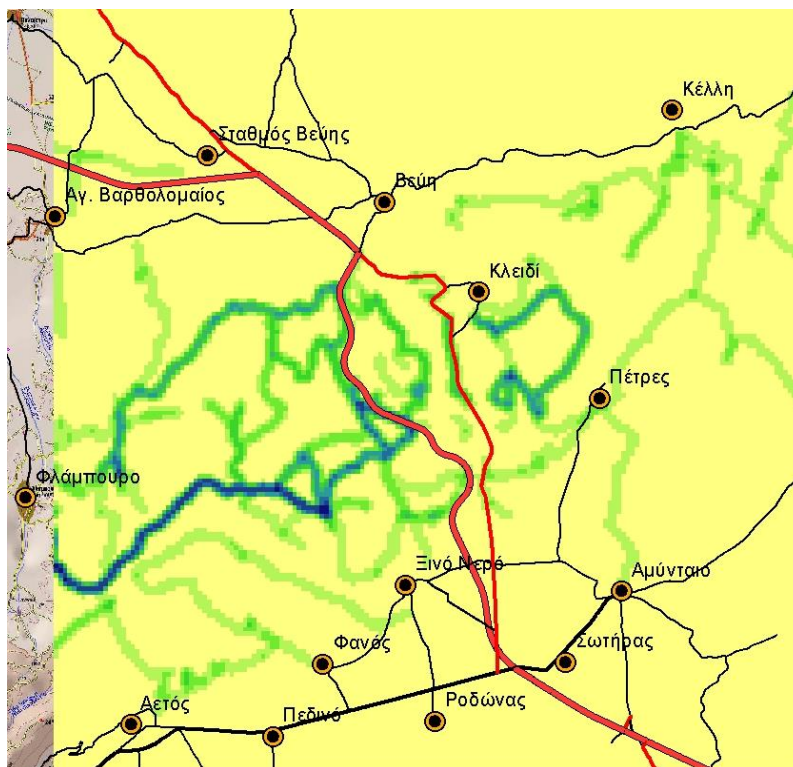 Κέλλη
Σταθμός Βεύης
Βεύη
Αγ. Βαρθολομαίος
Κλειδί
Πέτρες
Φλάμπουρο
Ξινό Νερό
Αμύνταιο
Φανός
Σωτήρας
Αετός
Πεδινό
Ροδώνας